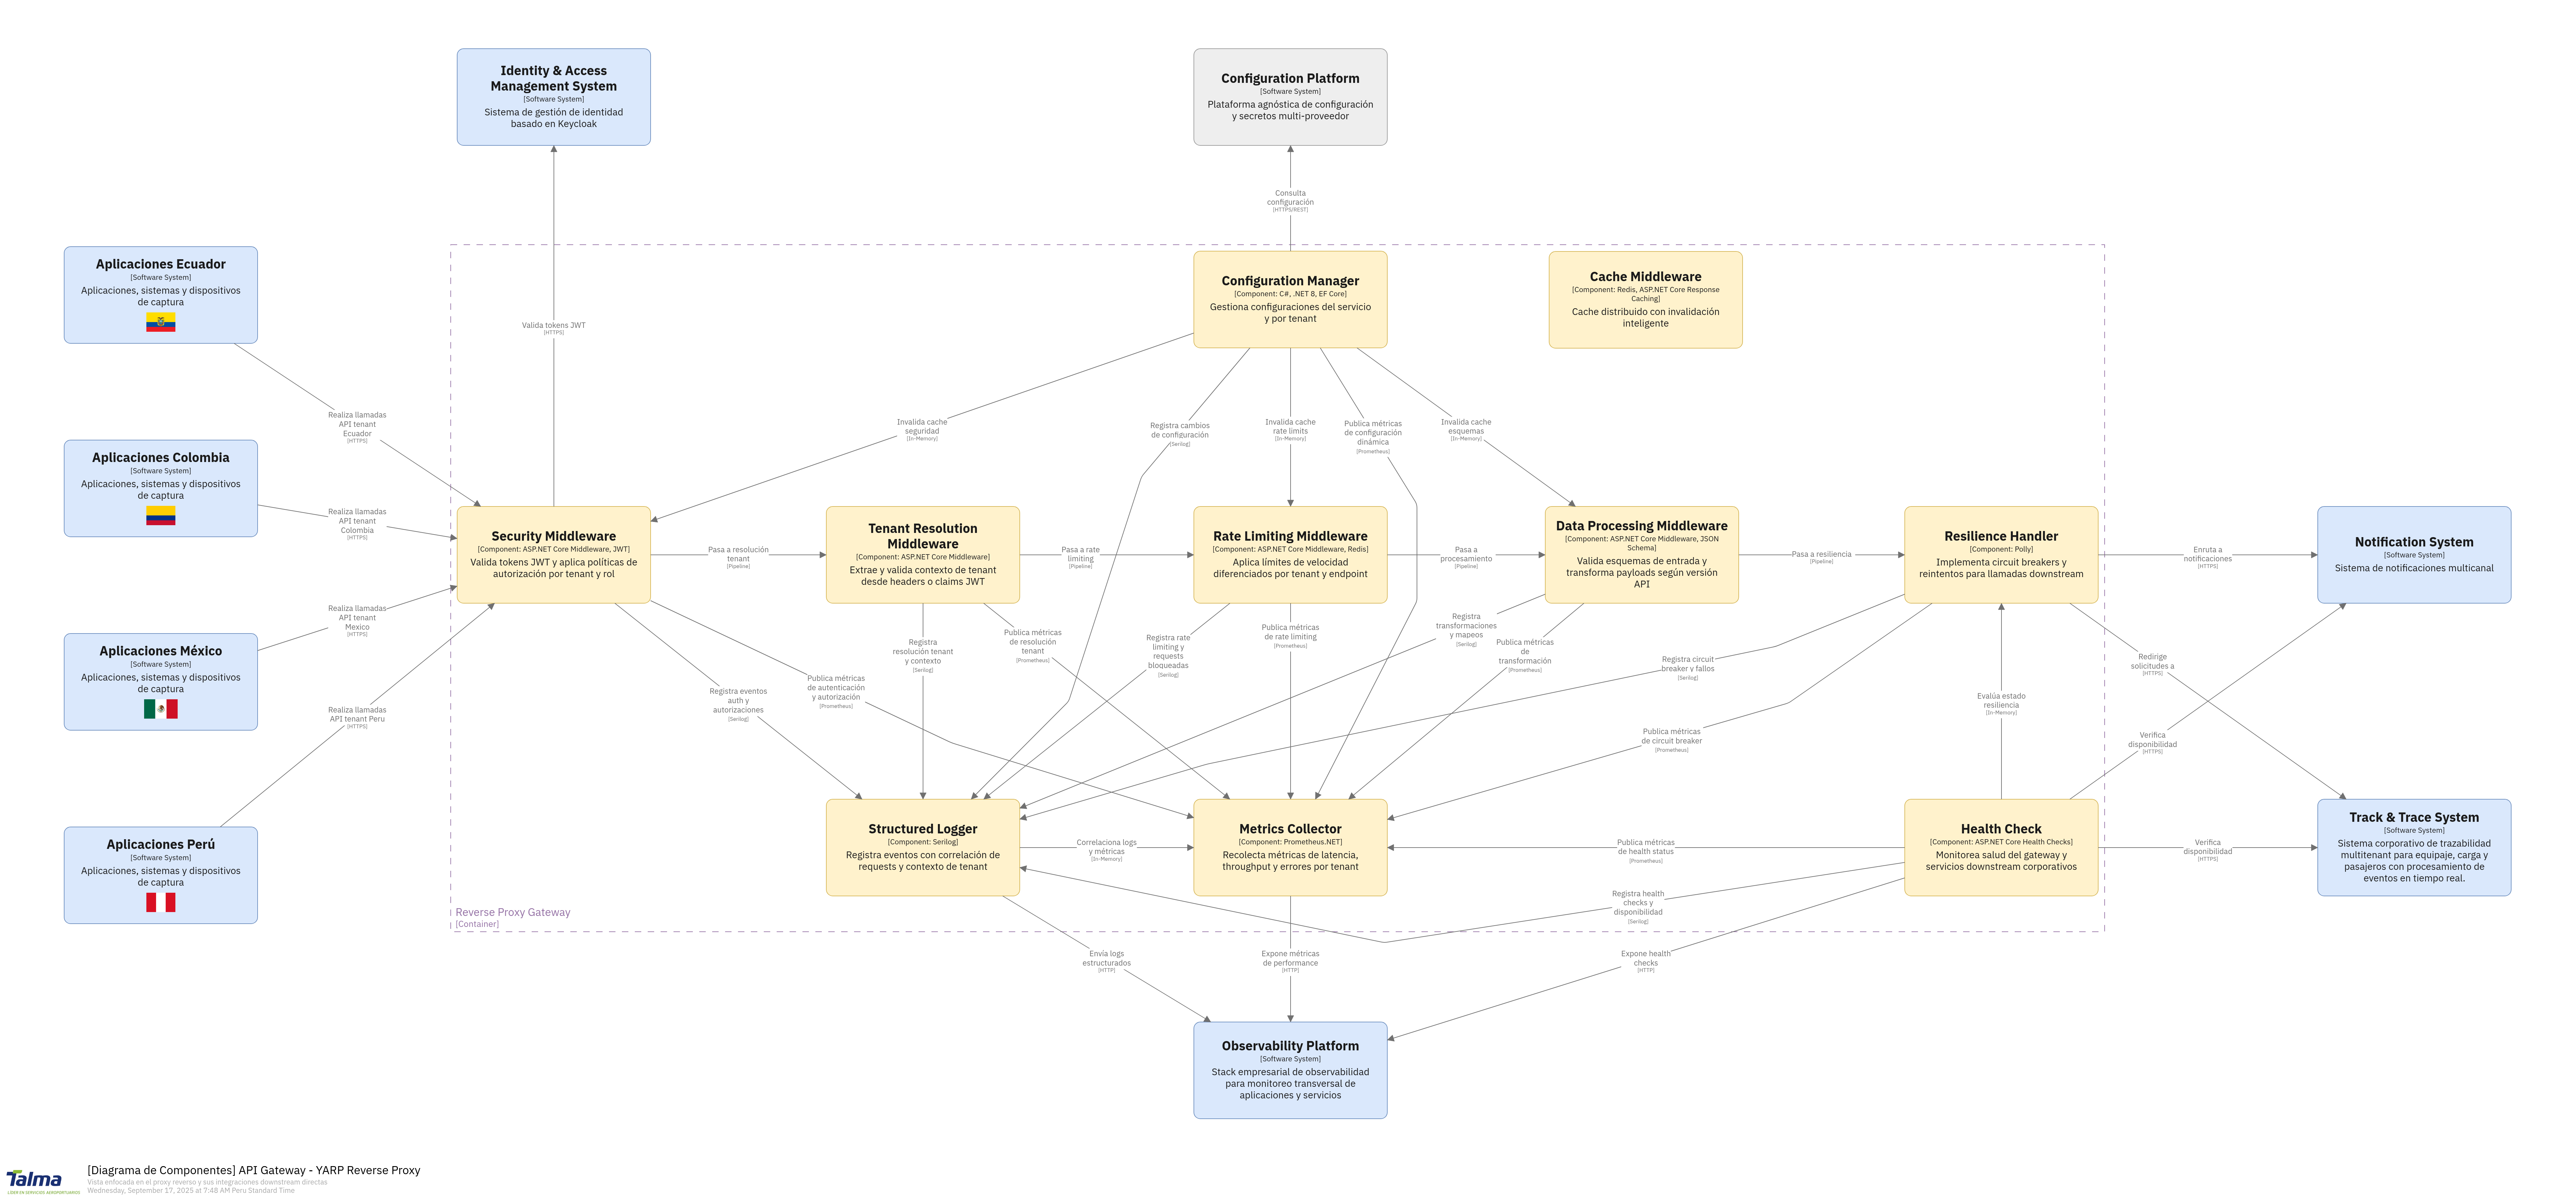 Identity & Access
Management System
[Software System]
Sistema de gestión de identidad
basado en Keycloak
Configuration Platform
[Software System]
Plataforma agnóstica de configuración
y secretos multi-proveedor
Consulta
configuración
[HTTPS/REST]
Valida tokens JWT
[HTTPS]
Aplicaciones Ecuador
[Software System]
Aplicaciones, sistemas y dispositivos
de captura
Aplicaciones Colombia
[Software System]
Aplicaciones, sistemas y dispositivos
de captura
Aplicaciones México
[Software System]
Aplicaciones, sistemas y dispositivos
de captura
Aplicaciones Perú
[Software System]
Aplicaciones, sistemas y dispositivos
de captura
Realiza llamadas
API tenant
Ecuador
[HTTPS]
Realiza llamadas
API tenant
Colombia
[HTTPS]
Realiza llamadas
API tenant
Mexico
[HTTPS]
Realiza llamadas
API tenant Peru
[HTTPS]
Configuration Manager
[Component: C#, .NET 8, EF Core]
Gestiona configuraciones del servicio
y por tenant
Cache Middleware
[Component: Redis, ASP.NET Core Response
Caching]
Cache distribuido con invalidación
inteligente
Invalida cache
seguridad
[In-Memory]
Registra cambios
de configuración
[Serilog]
Invalida cache
rate limits
[In-Memory]
Publica métricas
de configuración
dinámica
[Prometheus]
Invalida cache
esquemas
[In-Memory]
Security Middleware
[Component: ASP.NET Core Middleware, JWT]
Valida tokens JWT y aplica políticas de
autorización por tenant y rol
Pasa a resolución
tenant
[Pipeline]
Tenant Resolution
Middleware
[Component: ASP.NET Core Middleware]
Extrae y valida contexto de tenant
desde headers o claims JWT
Pasa a rate
limiting
[Pipeline]
Rate Limiting Middleware
[Component: ASP.NET Core Middleware, Redis]
Aplica límites de velocidad
diferenciados por tenant y endpoint
Pasa a
procesamiento
[Pipeline]
Data Processing Middleware
[Component: ASP.NET Core Middleware, JSON
Schema]
Valida esquemas de entrada y
transforma payloads según versión
API
Pasa a resiliencia
[Pipeline]
Resilience Handler
[Component: Polly]
Implementa circuit breakers y
reintentos para llamadas downstream
Enruta a
notificaciones
[HTTPS]
Notification System
[Software System]
Sistema de notificaciones multicanal
Registra eventos
auth y
autorizaciones
[Serilog]
Publica métricas
de autenticación
y autorización
[Prometheus]
Registra
resolución tenant
y contexto
[Serilog]
Publica métricas
de resolución
tenant
[Prometheus]
Registra rate
limiting y
requests
bloqueadas
[Serilog]
Publica métricas
de rate limiting
[Prometheus]
Registra
transformaciones
y mapeos
[Serilog]
Publica métricas
de
transformación
[Prometheus]
Registra circuit
breaker y fallos
[Serilog]
Publica métricas
de circuit breaker
[Prometheus]
Evalúa estado
resiliencia
[In-Memory]
Redirige
solicitudes a
[HTTPS]
Verifica
disponibilidad
[HTTPS]
Structured Logger
[Component: Serilog]
Registra eventos con correlación de
requests y contexto de tenant
Correlaciona logs
y métricas
[In-Memory]
Metrics Collector
[Component: Prometheus.NET]
Recolecta métricas de latencia,
throughput y errores por tenant
Publica métricas
de health status
[Prometheus]
Health Check
[Component: ASP.NET Core Health Checks]
Monitorea salud del gateway y
servicios downstream corporativos
Verifica
disponibilidad
[HTTPS]
Track & Trace System
[Software System]
Sistema corporativo de trazabilidad
multitenant para equipaje, carga y
pasajeros con procesamiento de
eventos en tiempo real.
Registra health
checks y
disponibilidad
[Serilog]
Reverse Proxy Gateway
[Container]
Envía logs
estructurados
[HTTP]
Expone métricas
de performance
[HTTP]
Expone health
checks
[HTTP]
Observability Platform
[Software System]
Stack empresarial de observabilidad
para monitoreo transversal de
aplicaciones y servicios
Talma
LÍDER EN SERVICIOS AEROPORTUARIOS
[Diagrama de Componentes] API Gateway - YARP Reverse Proxy
Vista enfocada en el proxy reverso y sus integraciones downstream directas
Wednesday, September 17, 2025 at 7:48 AM Peru Standard Time